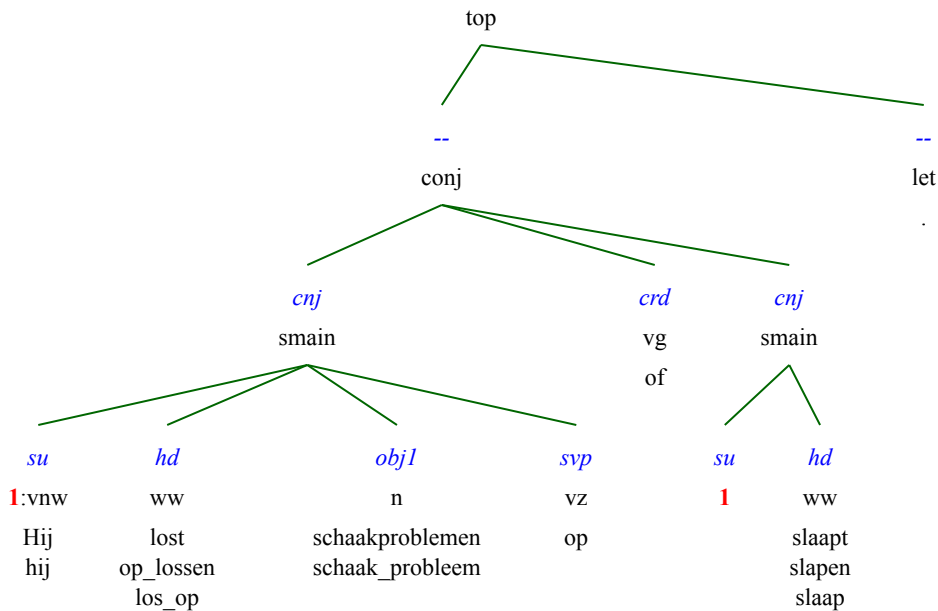 top
-- --
conj let
.
cnj crd cnj
smain vg smain
of
su hd obj1 svp su hd
1:vnw ww n vz 1 ww
Hij lost schaakproblemen op slaapt
hij op_lossen schaak_probleem slapen
los_op slaap